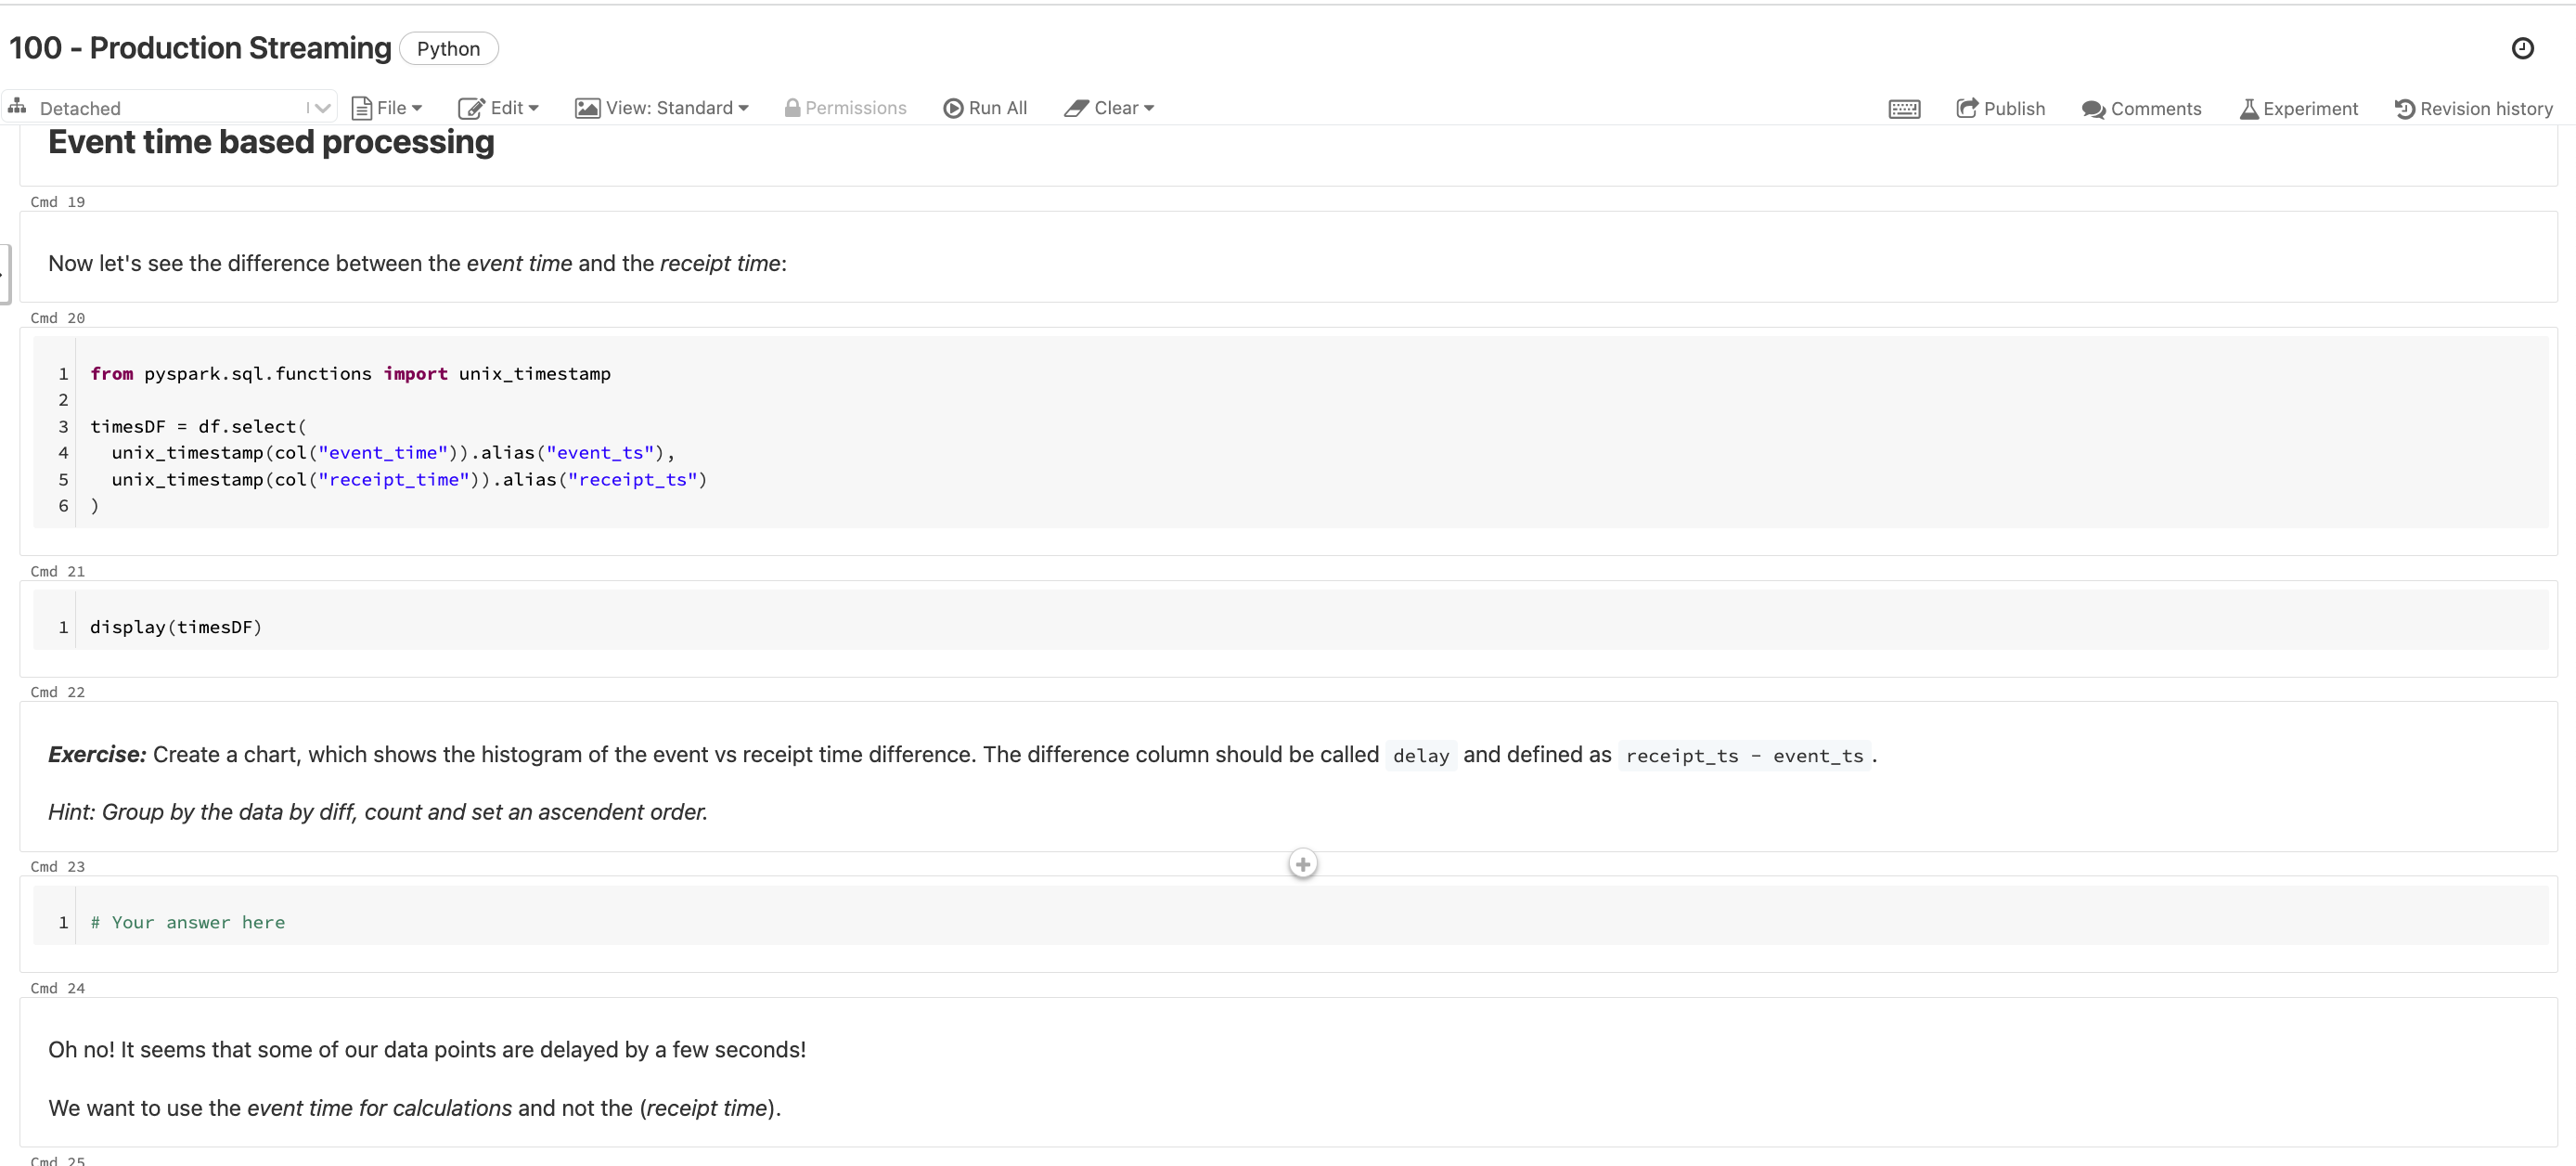 100 - Production Streaming Python
Detached File Edit View: Standard Permissions Run All Clear Publish Comments Experiment Revision history
Event time based processing
Cmd 19
Now let's see the difference between the event time and the receipt time:
Cmd 20
1 from pyspark.sql.functions import unix_timestamp
2
3 timesDF = df.select(
4 unix_timestamp(col("event_time")).alias("event_ts"),
5 unix_timestamp(col("receipt_time")).alias("receipt_ts")
6 )
Cmd 21
1 display(timesDF)
Cmd 22
Exercise: Create a chart, which shows the histogram of the event vs receipt time difference. The difference column should be called delay and defined as receipt_ts - event_ts.
Hint: Group by the data by diff, count and set an ascendent order.
Cmd 23
1 # Your answer here
Cmd 24
Oh no! It seems that some of our data points are delayed by a few seconds!
We want to use the event time for calculations and not the (receipt time).
Cmd 25